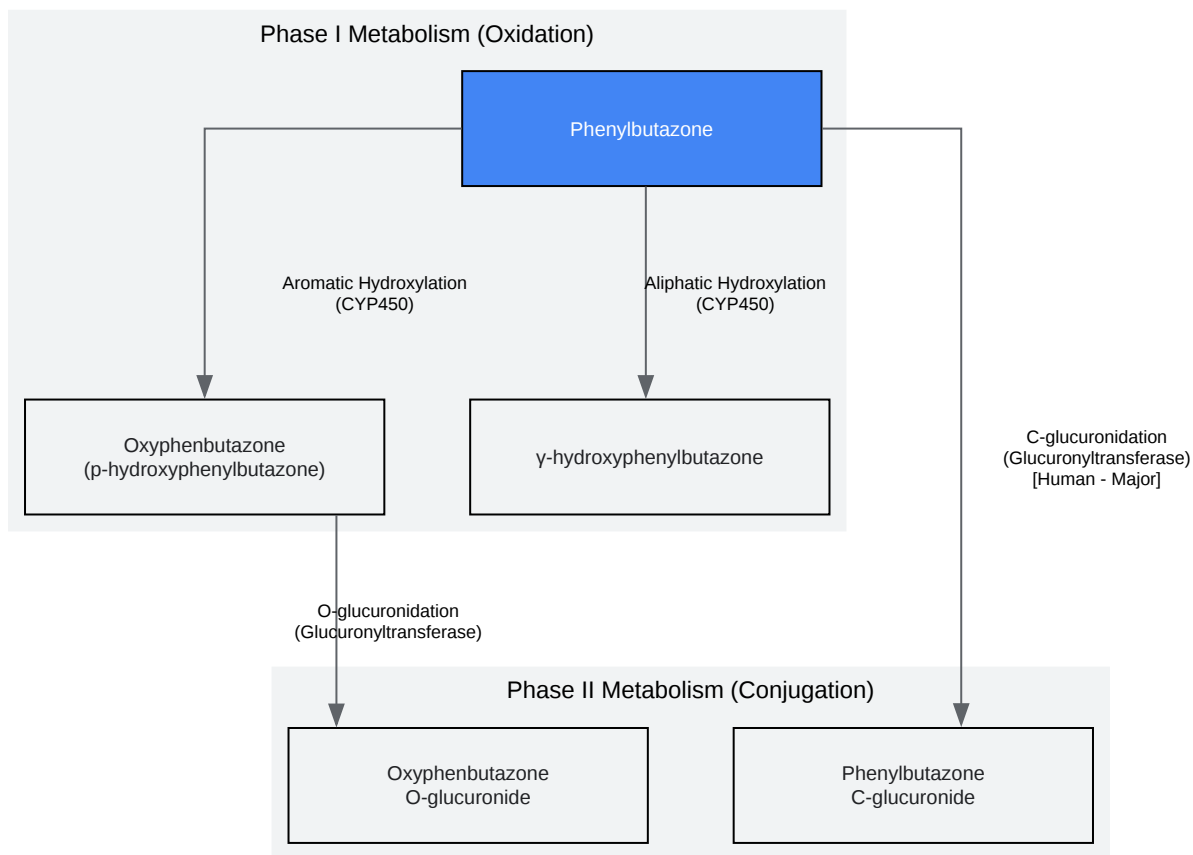 Phase I Metabolism (Oxidation)
Phenylbutazone
Aromatic Hydroxylation
(CYP450)
Aliphatic Hydroxylation
(CYP450)
Oxyphenbutazone
(p-hydroxyphenylbutazone)
γ-hydroxyphenylbutazone
C-glucuronidation
(Glucuronyltransferase)
[Human - Major]
O-glucuronidation
(Glucuronyltransferase)
Phase II Metabolism (Conjugation)
Oxyphenbutazone
O-glucuronide
Phenylbutazone
C-glucuronide